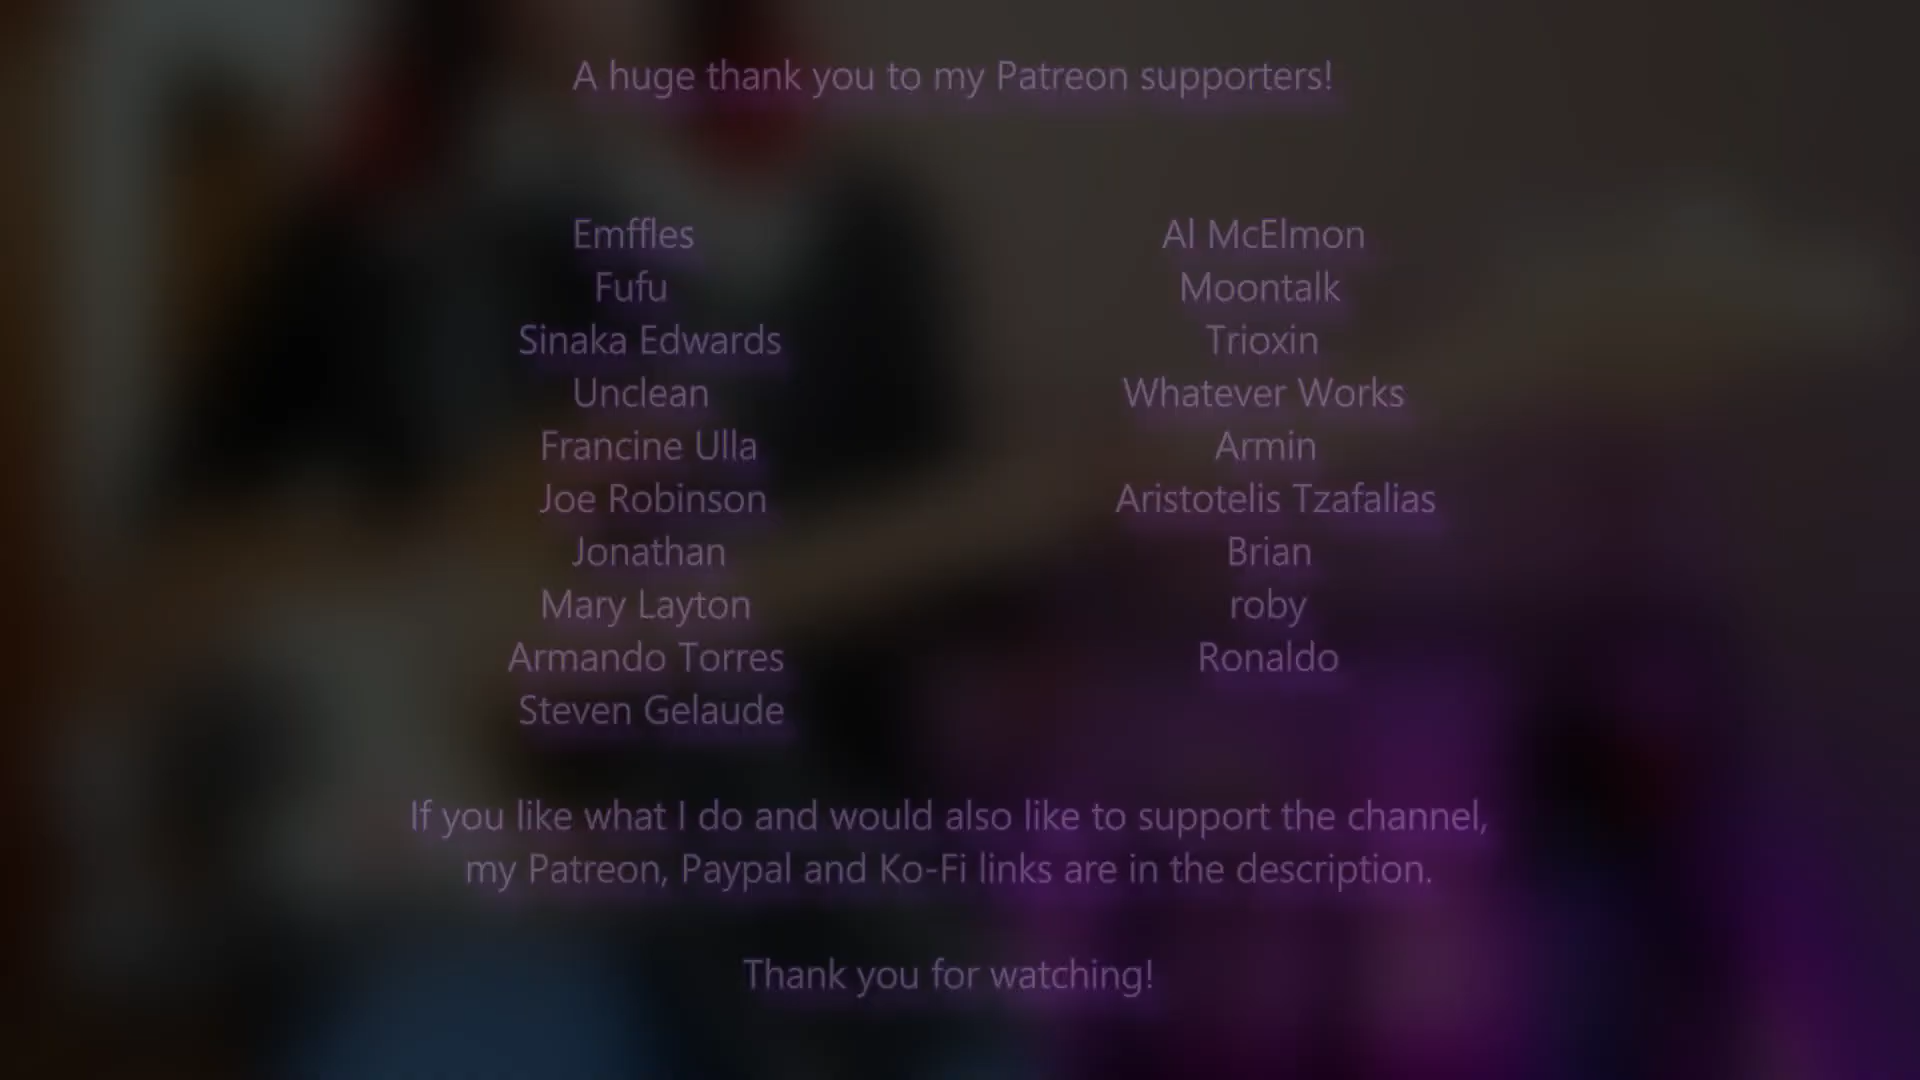 A huge thank you to my Patreon supporters!
Emffles
Fufu
Sinaka Edwards
Unclean
Francine Ulla
Joe Robinson
Jonathan
Mary Layton
Armando Torres
Steven Gelaude
Al McElmon
Moontalk
Trioxin
Whatever Works
Armin
Aristotelis Tzafalias
Brian
roby
Ronaldo
If you like what I do and would also like to support the channel,
my Patreon, Paypal and Ko-Fi links are in the description.
Thank you for watching!